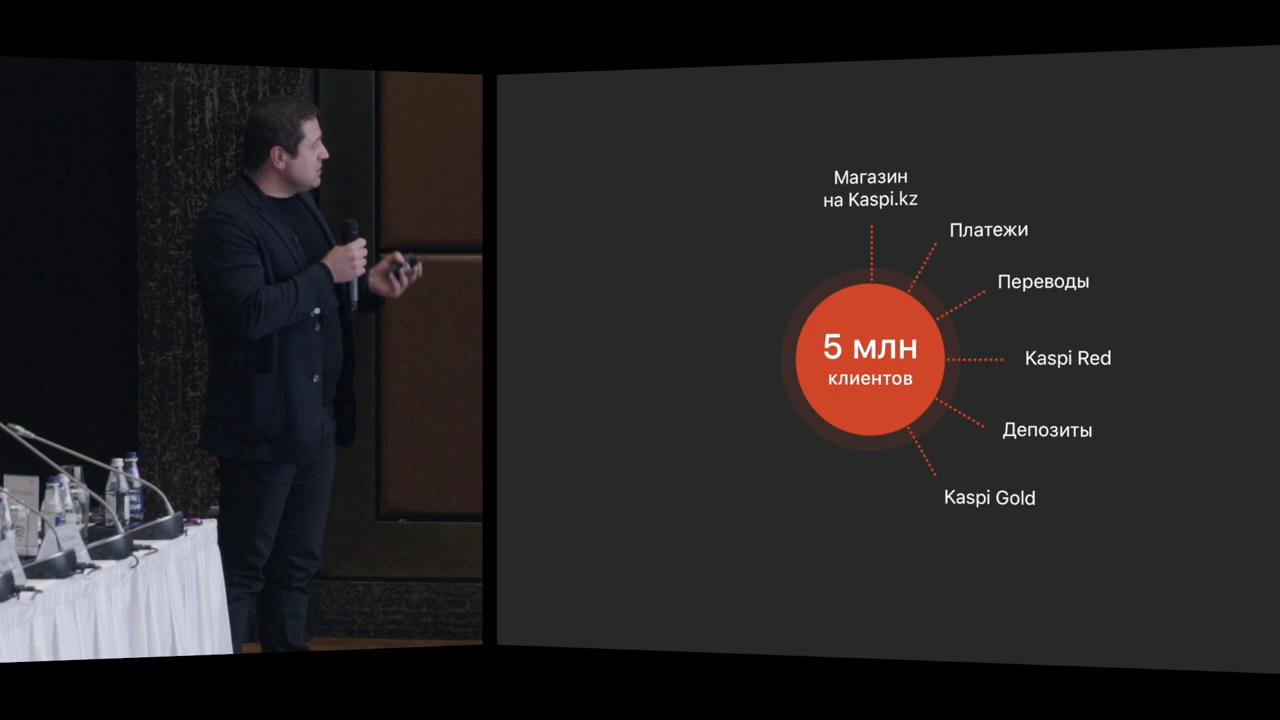 Магазин
на Kaspi.kz
Платежи
Переводы
5 млн
клиентов
Kaspi Red
Депозиты
Kaspi Gold